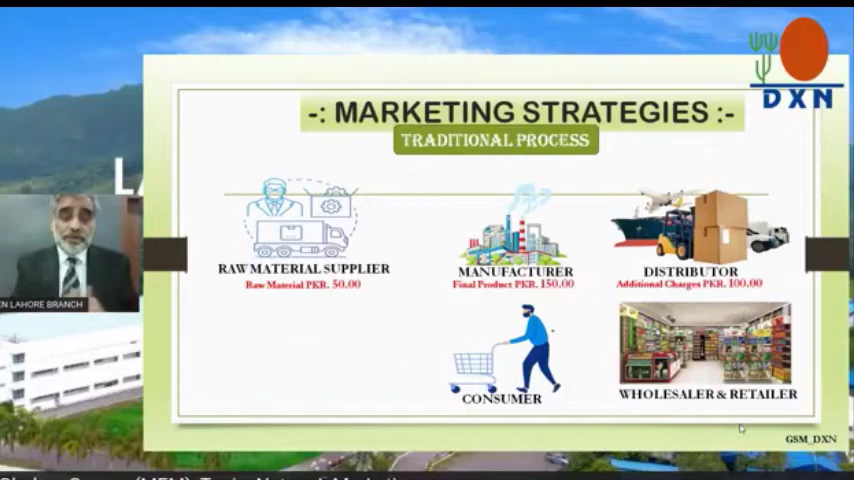 DXN
-: MARKETING STRATEGIES :-
TRADITIONAL PROCESS
RAW MATERIAL SUPPLIER
Raw Material PKR. 50.00
MANUFACTURER
Final Product PKR. 150.00
DISTRIBUTOR
Additional Charges PKR. 100.00
LAHORE BRANCH
CONSUMER
WHOLESALER & RETAILER
GSM_DXN